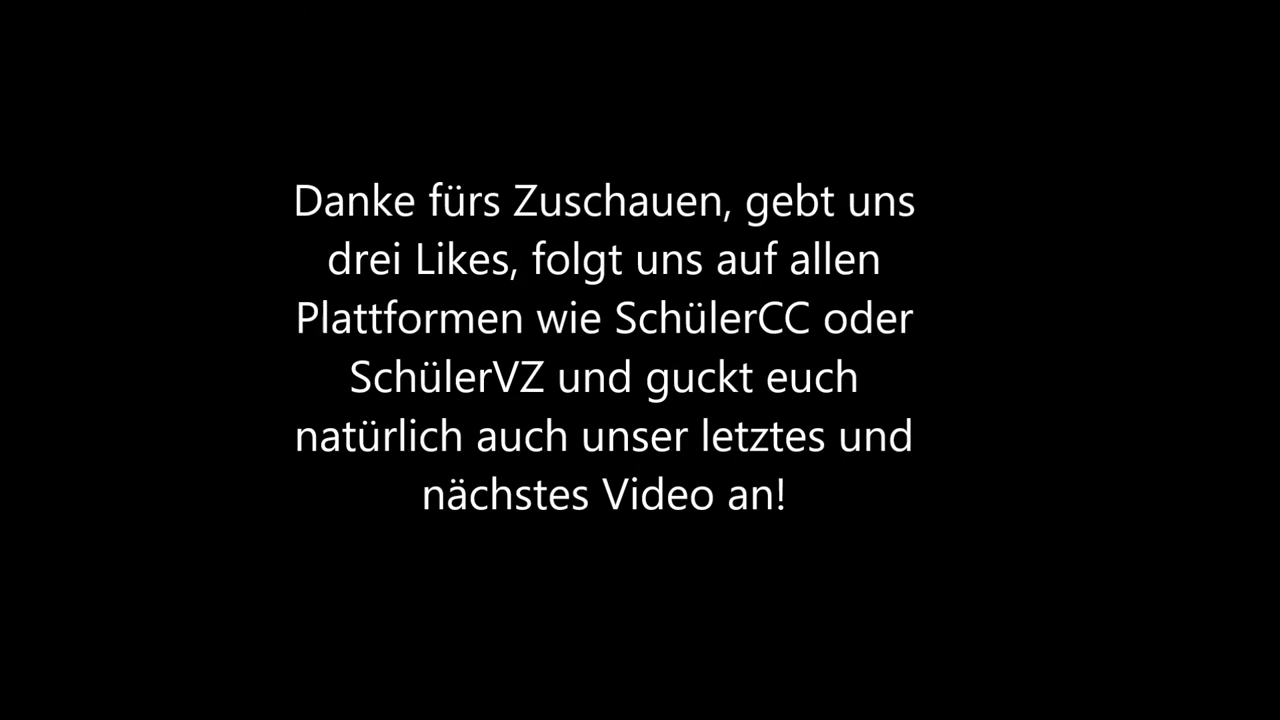 Danke fürs Zuschauen, gebt uns
drei Likes, folgt uns auf allen
Plattformen wie SchülerCC oder
SchülerVZ und guckt euch
natürlich auch unser letztes und
nächstes Video an!